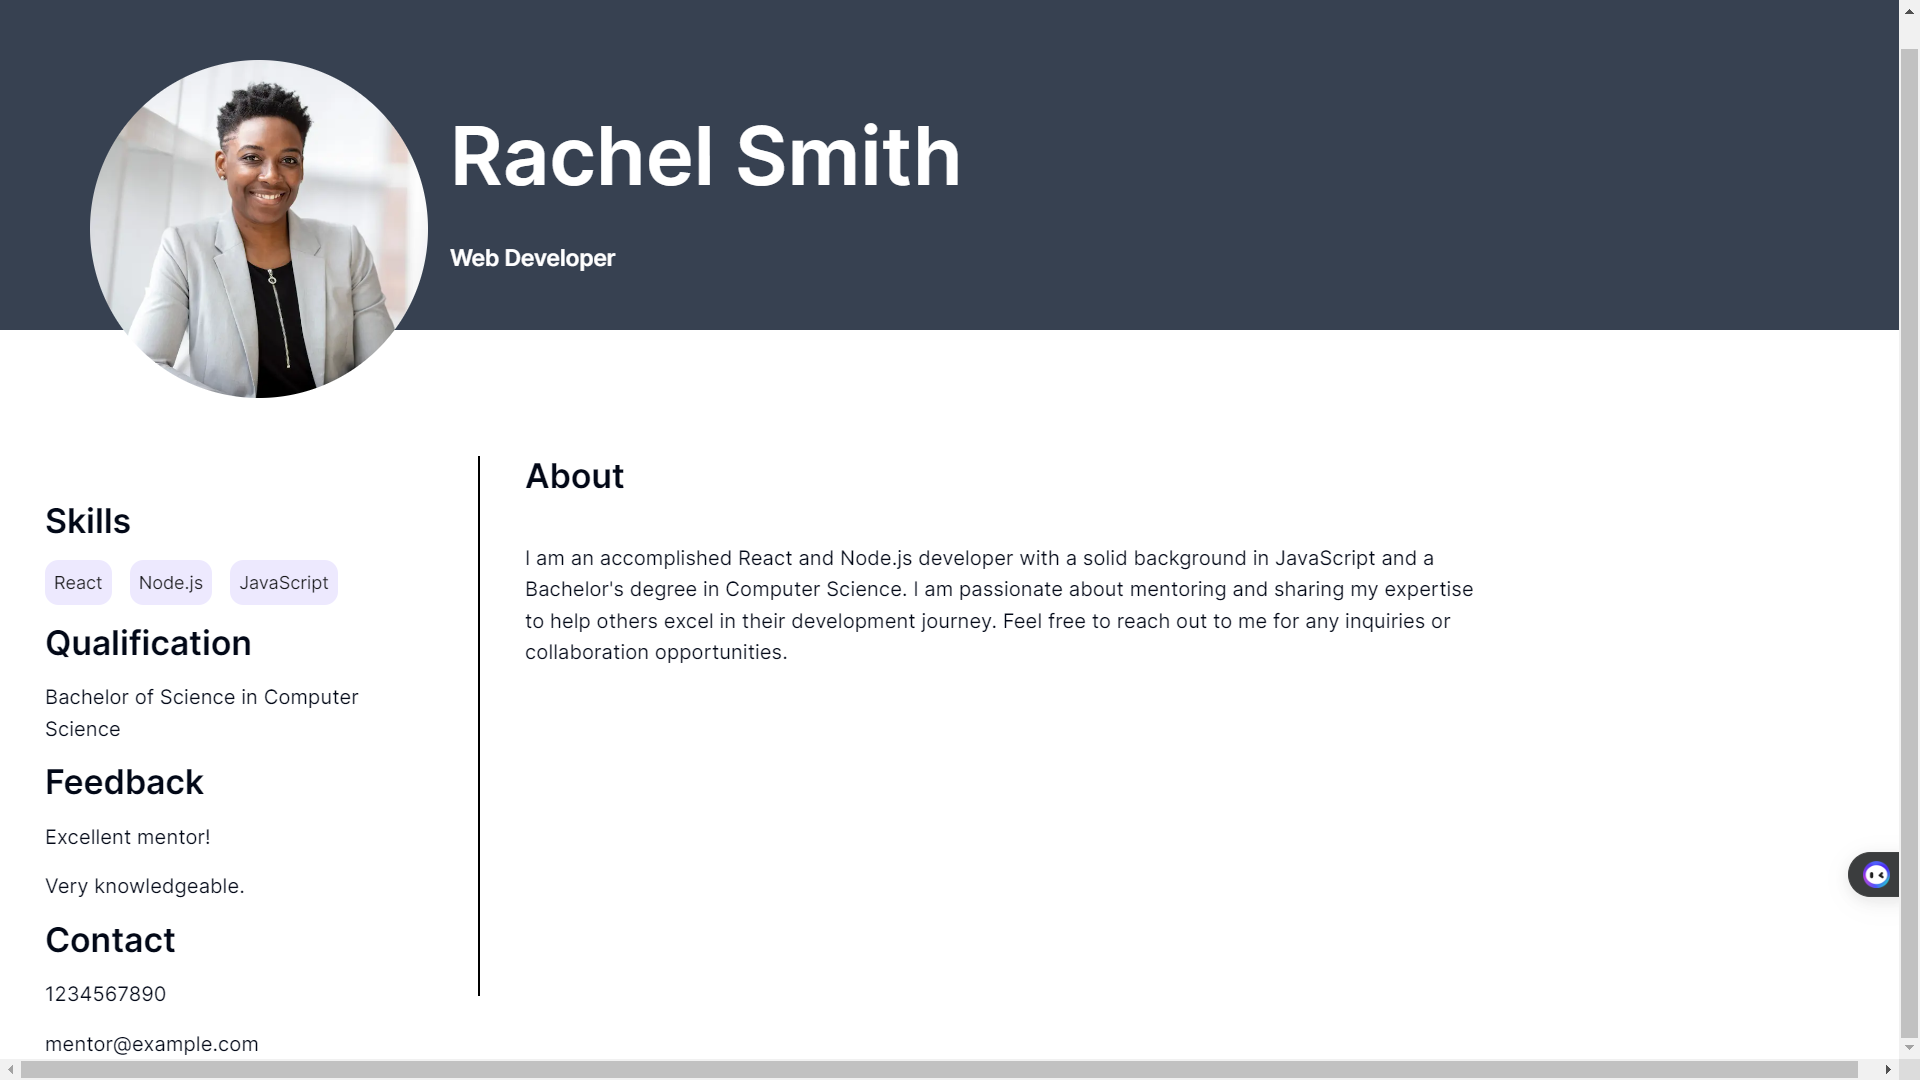 Rachel Smith
Web Developer
Skills
React Node.js JavaScript
Qualification
Bachelor of Science in Computer
Science
Feedback
Excellent mentor!
Very knowledgeable.
Contact
1234567890
mentor@example.com
About
I am an accomplished React and Node.js developer with a solid background in JavaScript and a
Bachelor's degree in Computer Science. I am passionate about mentoring and sharing my expertise
to help others excel in their development journey. Feel free to reach out to me for any inquiries or
collaboration opportunities.